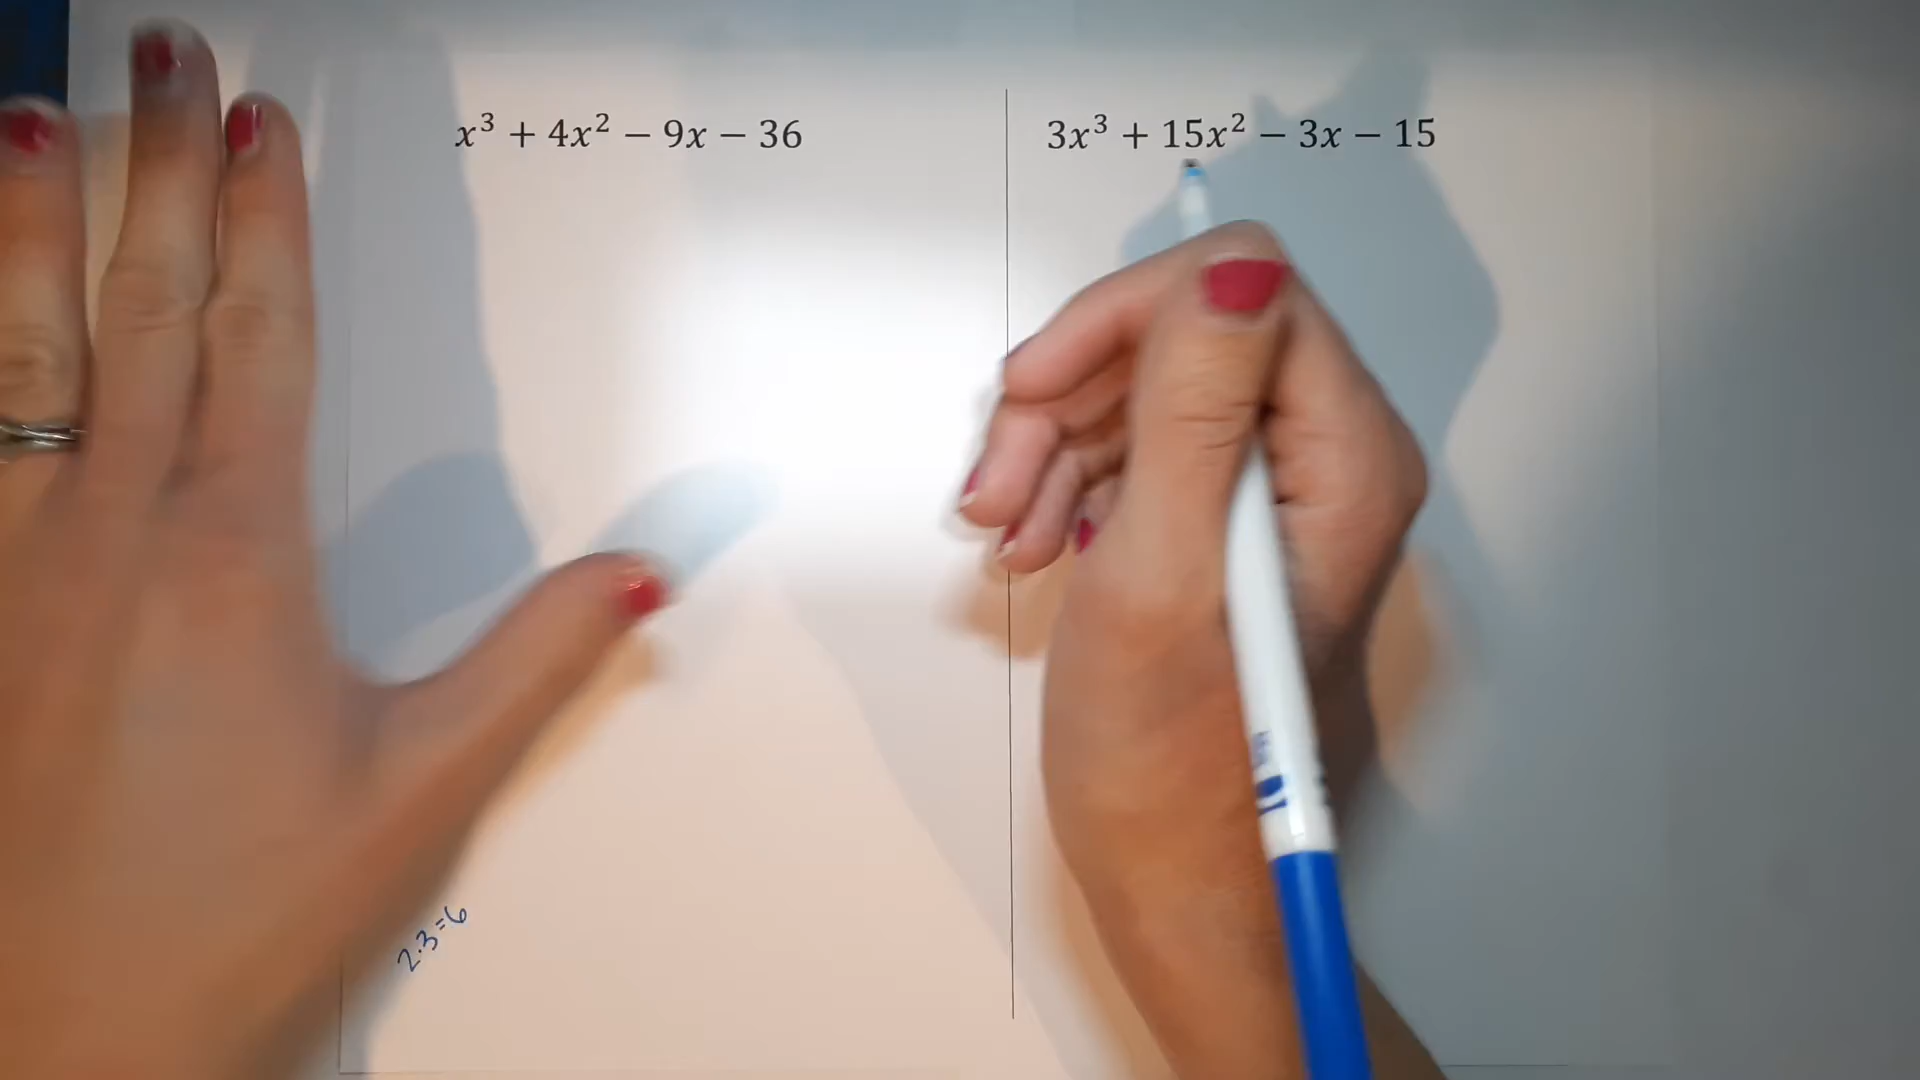 x³ + 4x² − 9x − 36
3x³ + 15x² − 3x − 15
2·3=6